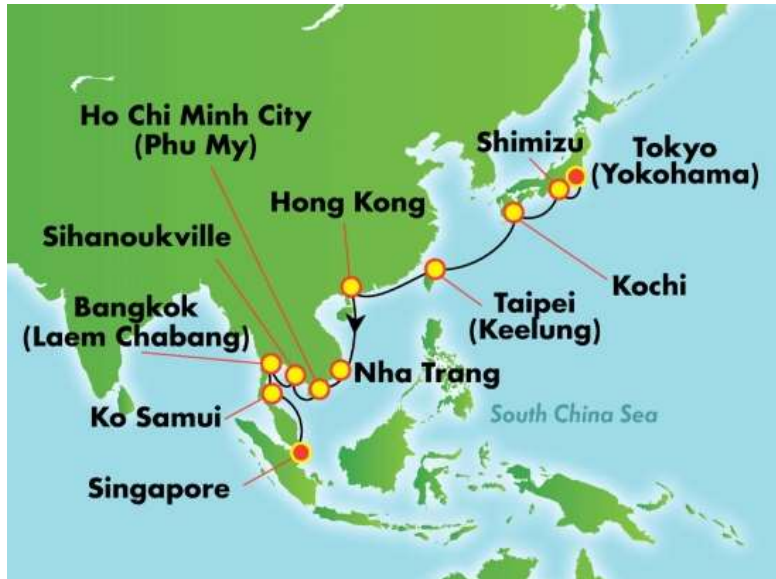 Ho Chi Minh City
(Phu My)
Shimizu
Tokyo
(Yokohama)
Hong Kong
Sihanoukville
Kochi
Bangkok
(Laem Chabang)
Taipei
(Keelung)
Nha Trang
Ko Samui
South China Sea
Singapore